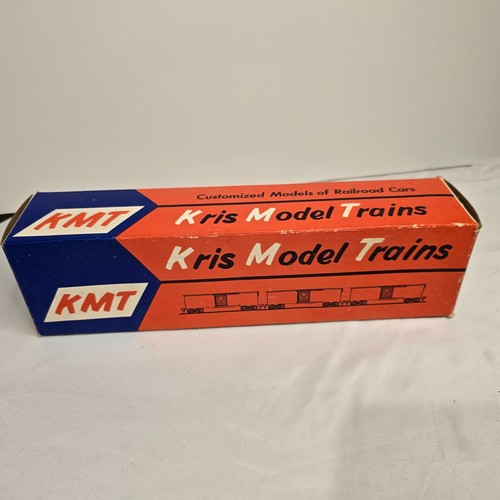 Customized Models of Railroad Cars
KMT Kris Model Trains
Kris Model Trains
KMT